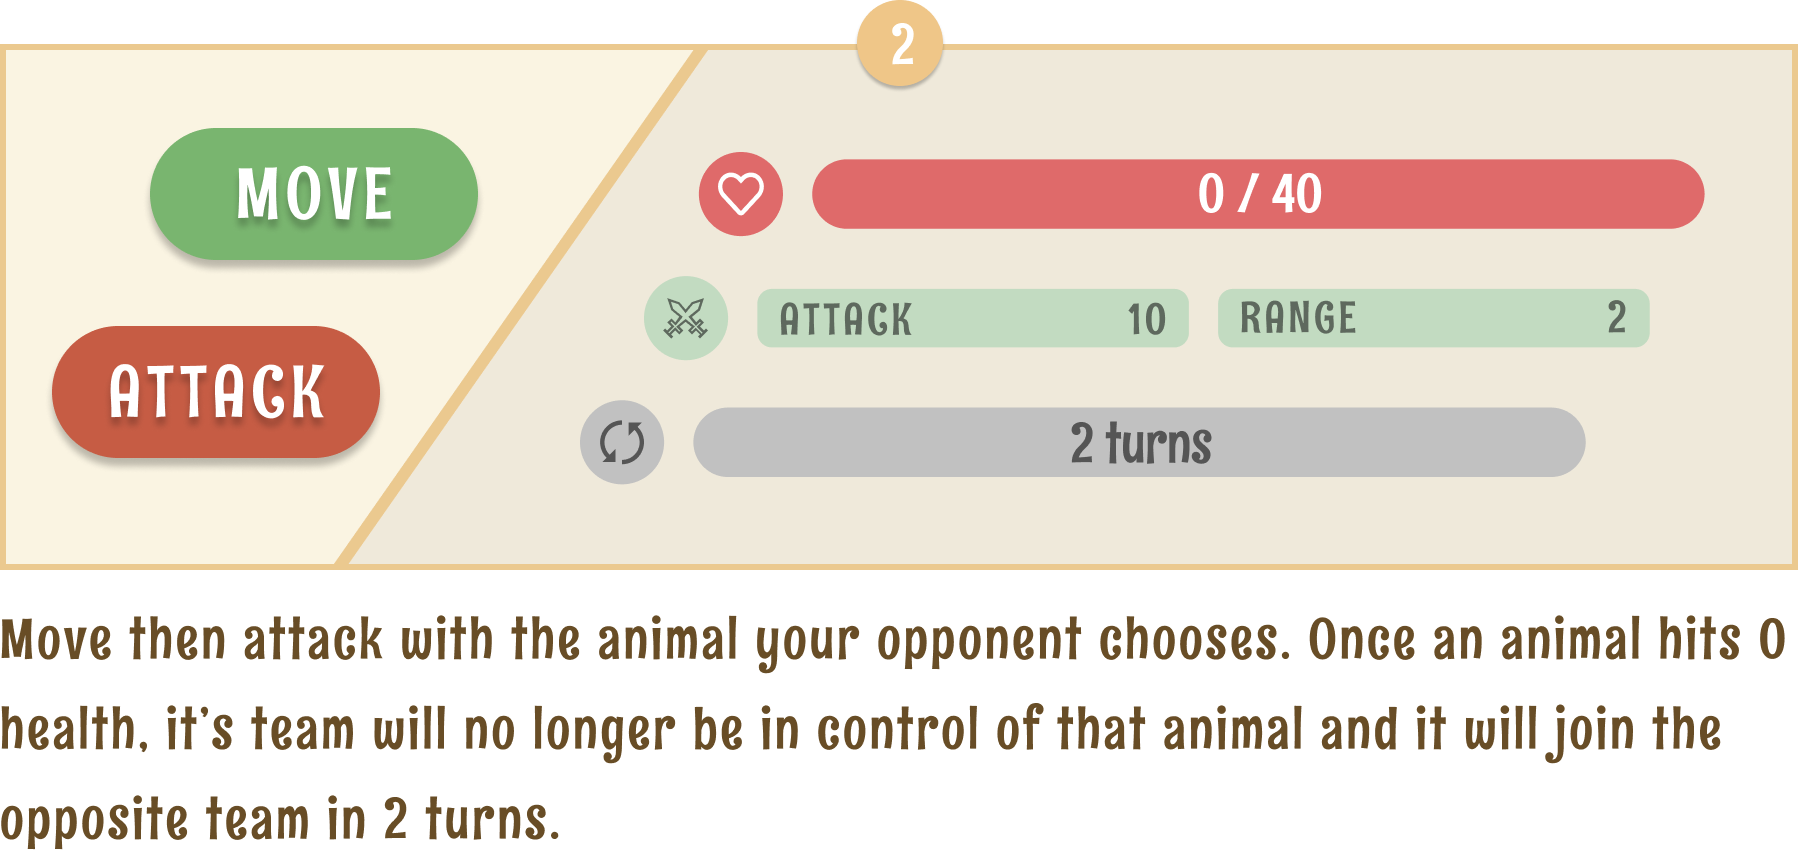 2
MOVE
0 / 40
ATTACK 10 RANGE 2
ATTACK
2 turns
Move then attack with the animal your opponent chooses. Once an animal hits 0
health, it’s team will no longer be in control of that animal and it will join the
opposite team in 2 turns.